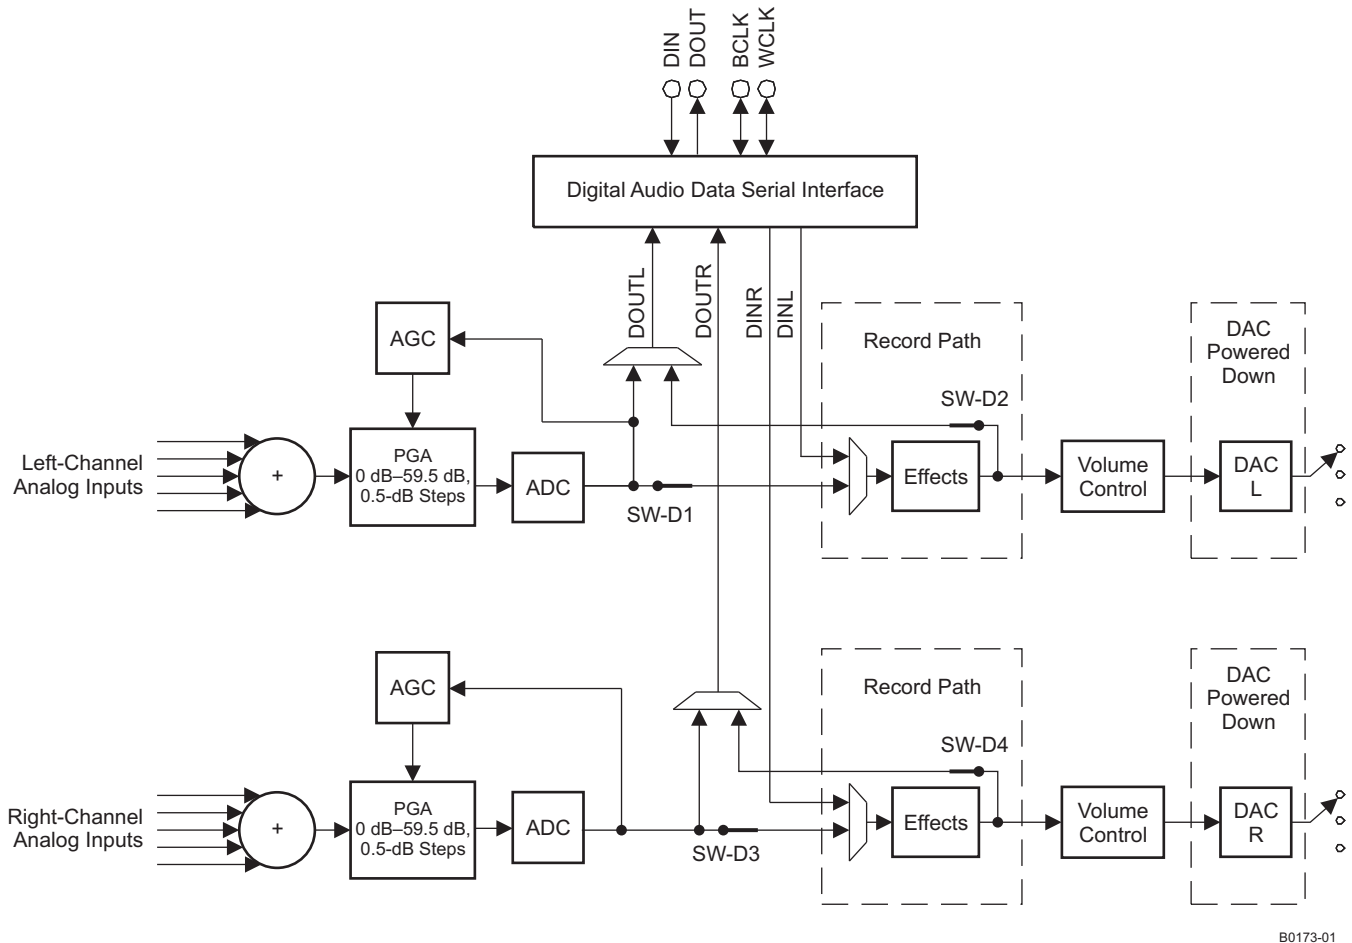 DIN
DOUT
BCLK
WCLK
Digital Audio Data Serial Interface
DOUTL
DOUTR
DINR
DINL
AGC
Record Path
DAC
Powered
Down
SW-D2
Left-Channel
Analog Inputs
+
PGA
0 dB–59.5 dB,
0.5-dB Steps
ADC
SW-D1
Effects
Volume
Control
DAC
L
AGC
Record Path
DAC
Powered
Down
SW-D4
Right-Channel
Analog Inputs
+
PGA
0 dB–59.5 dB,
0.5-dB Steps
ADC
SW-D3
Effects
Volume
Control
DAC
R
B0173-01